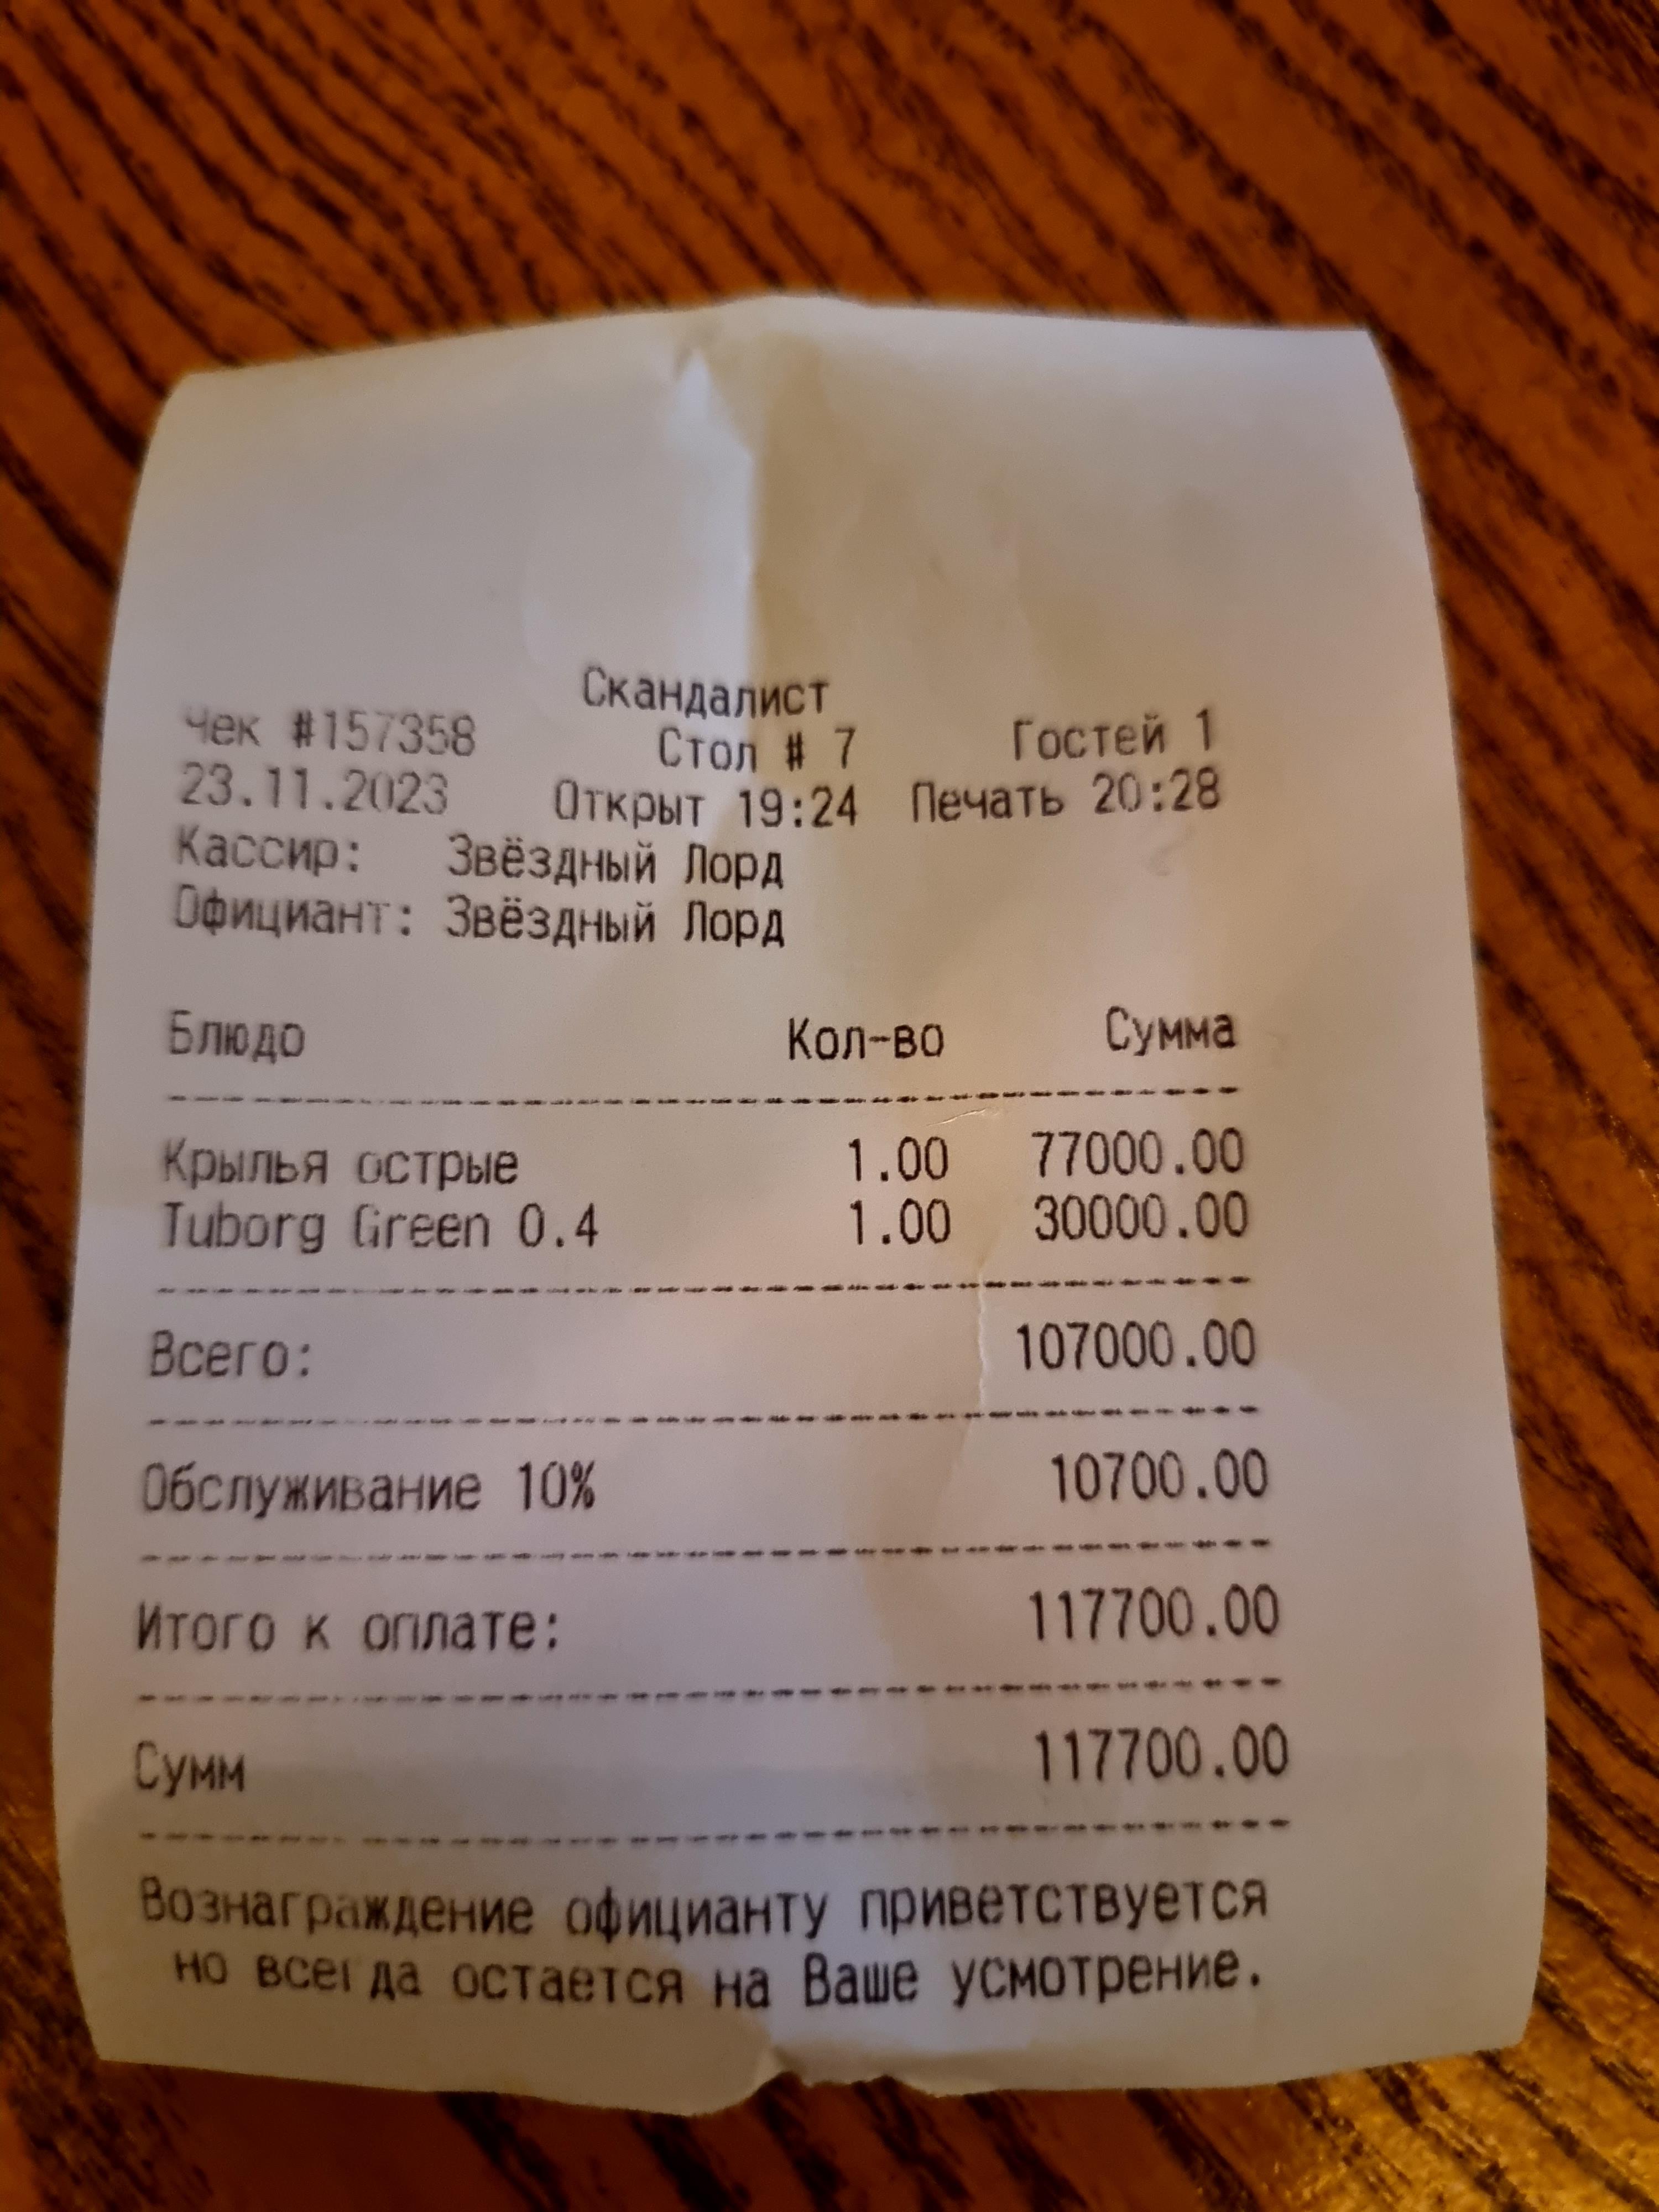 Скандалист
Чек #157358 Стол # 7 Гостей 1
23.11.2023 Открыт 19:24 Печать 20:28
Кассир: Звёздный Лорд
Официант: Звёздный Лорд
Блюдо Кол-во Сумма
Крылья острые 1.00 77000.00
Tuborg Green 0.4 1.00 30000.00
Всего: 107000.00
Обслуживание 10% 10700.00
Итого к оплате: 117700.00
Сумм 117700.00
Вознаграждение официанту приветствуется
но всегда остается на Ваше усмотрение.